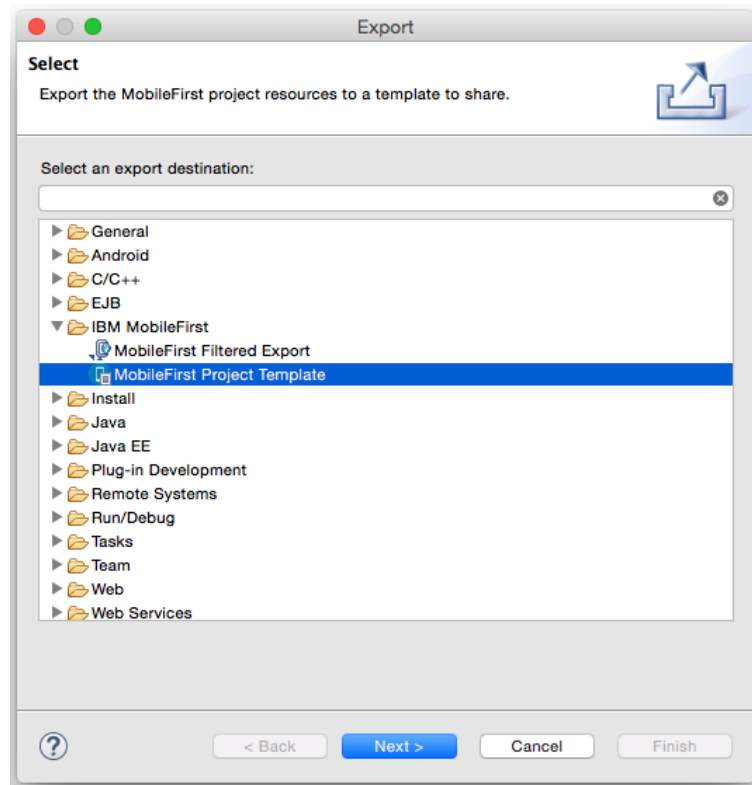 Export
Select
Export the MobileFirst project resources to a template to share.
Select an export destination:
General
Android
C/C++
EJB
IBM MobileFirst
MobileFirst Filtered Export
MobileFirst Project Template
Install
Java
Java EE
Plug-in Development
Remote Systems
Run/Debug
Tasks
Team
Web
Web Services
? < Back Next > Cancel Finish